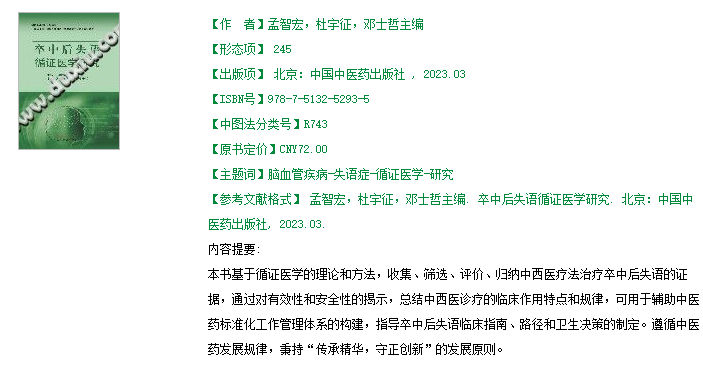 卒中后失语
循证医学研究
【作　者】孟智宏，杜宇征，邓士哲主编
【形态项】 245
【出版项】 北京：中国中医药出版社 , 2023.03
【ISBN号】978-7-5132-5293-5
【中图法分类号】R743
【原书定价】CNY72.00
【主题词】脑血管疾病-失语症-循证医学-研究
【参考文献格式】 孟智宏，杜宇征，邓士哲主编. 卒中后失语循证医学研究. 北京：中国中
医药出版社, 2023.03.
内容提要:
本书基于循证医学的理论和方法，收集、筛选、评价、归纳中西医疗法治疗卒中后失语的证
据，通过对有效性和安全性的揭示，总结中西医诊疗的临床作用特点和规律，可用于辅助中医
药标准化工作管理体系的构建，指导卒中后失语临床指南、路径和卫生决策的制定。遵循中医
药发展规律，秉持“传承精华，守正创新”的发展原则。